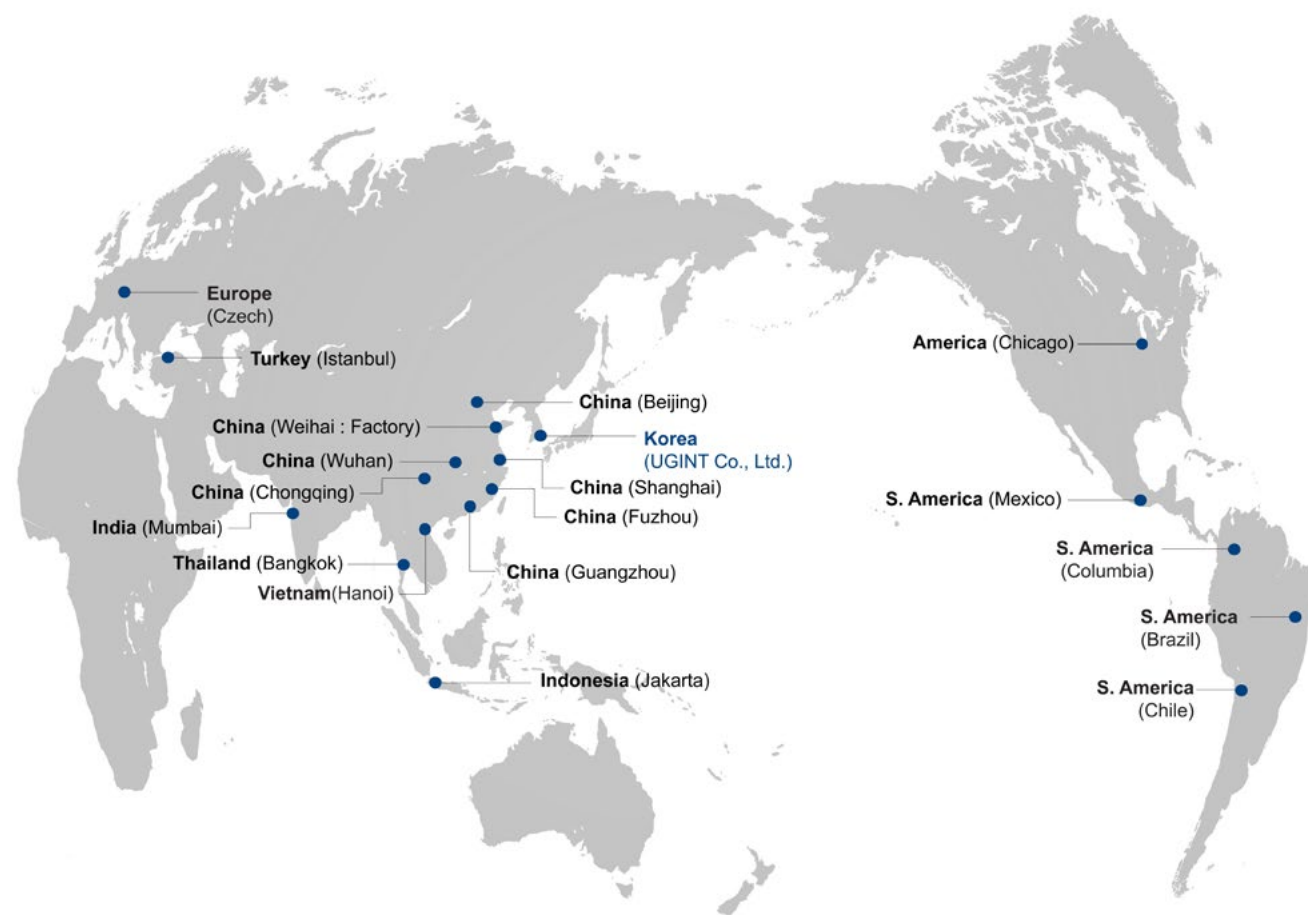 Europe
(Czech)
Turkey (Istanbul)
America (Chicago)
China (Beijing)
China (Weihai : Factory)
Korea
(UGINT Co., Ltd.)
China (Wuhan)
China (Chongqing)
China (Shanghai)
S. America (Mexico)
China (Fuzhou)
India (Mumbai)
S. America
(Columbia)
Thailand (Bangkok)
China (Guangzhou)
Vietnam(Hanoi)
S. America
(Brazil)
Indonesia (Jakarta)
S. America
(Chile)